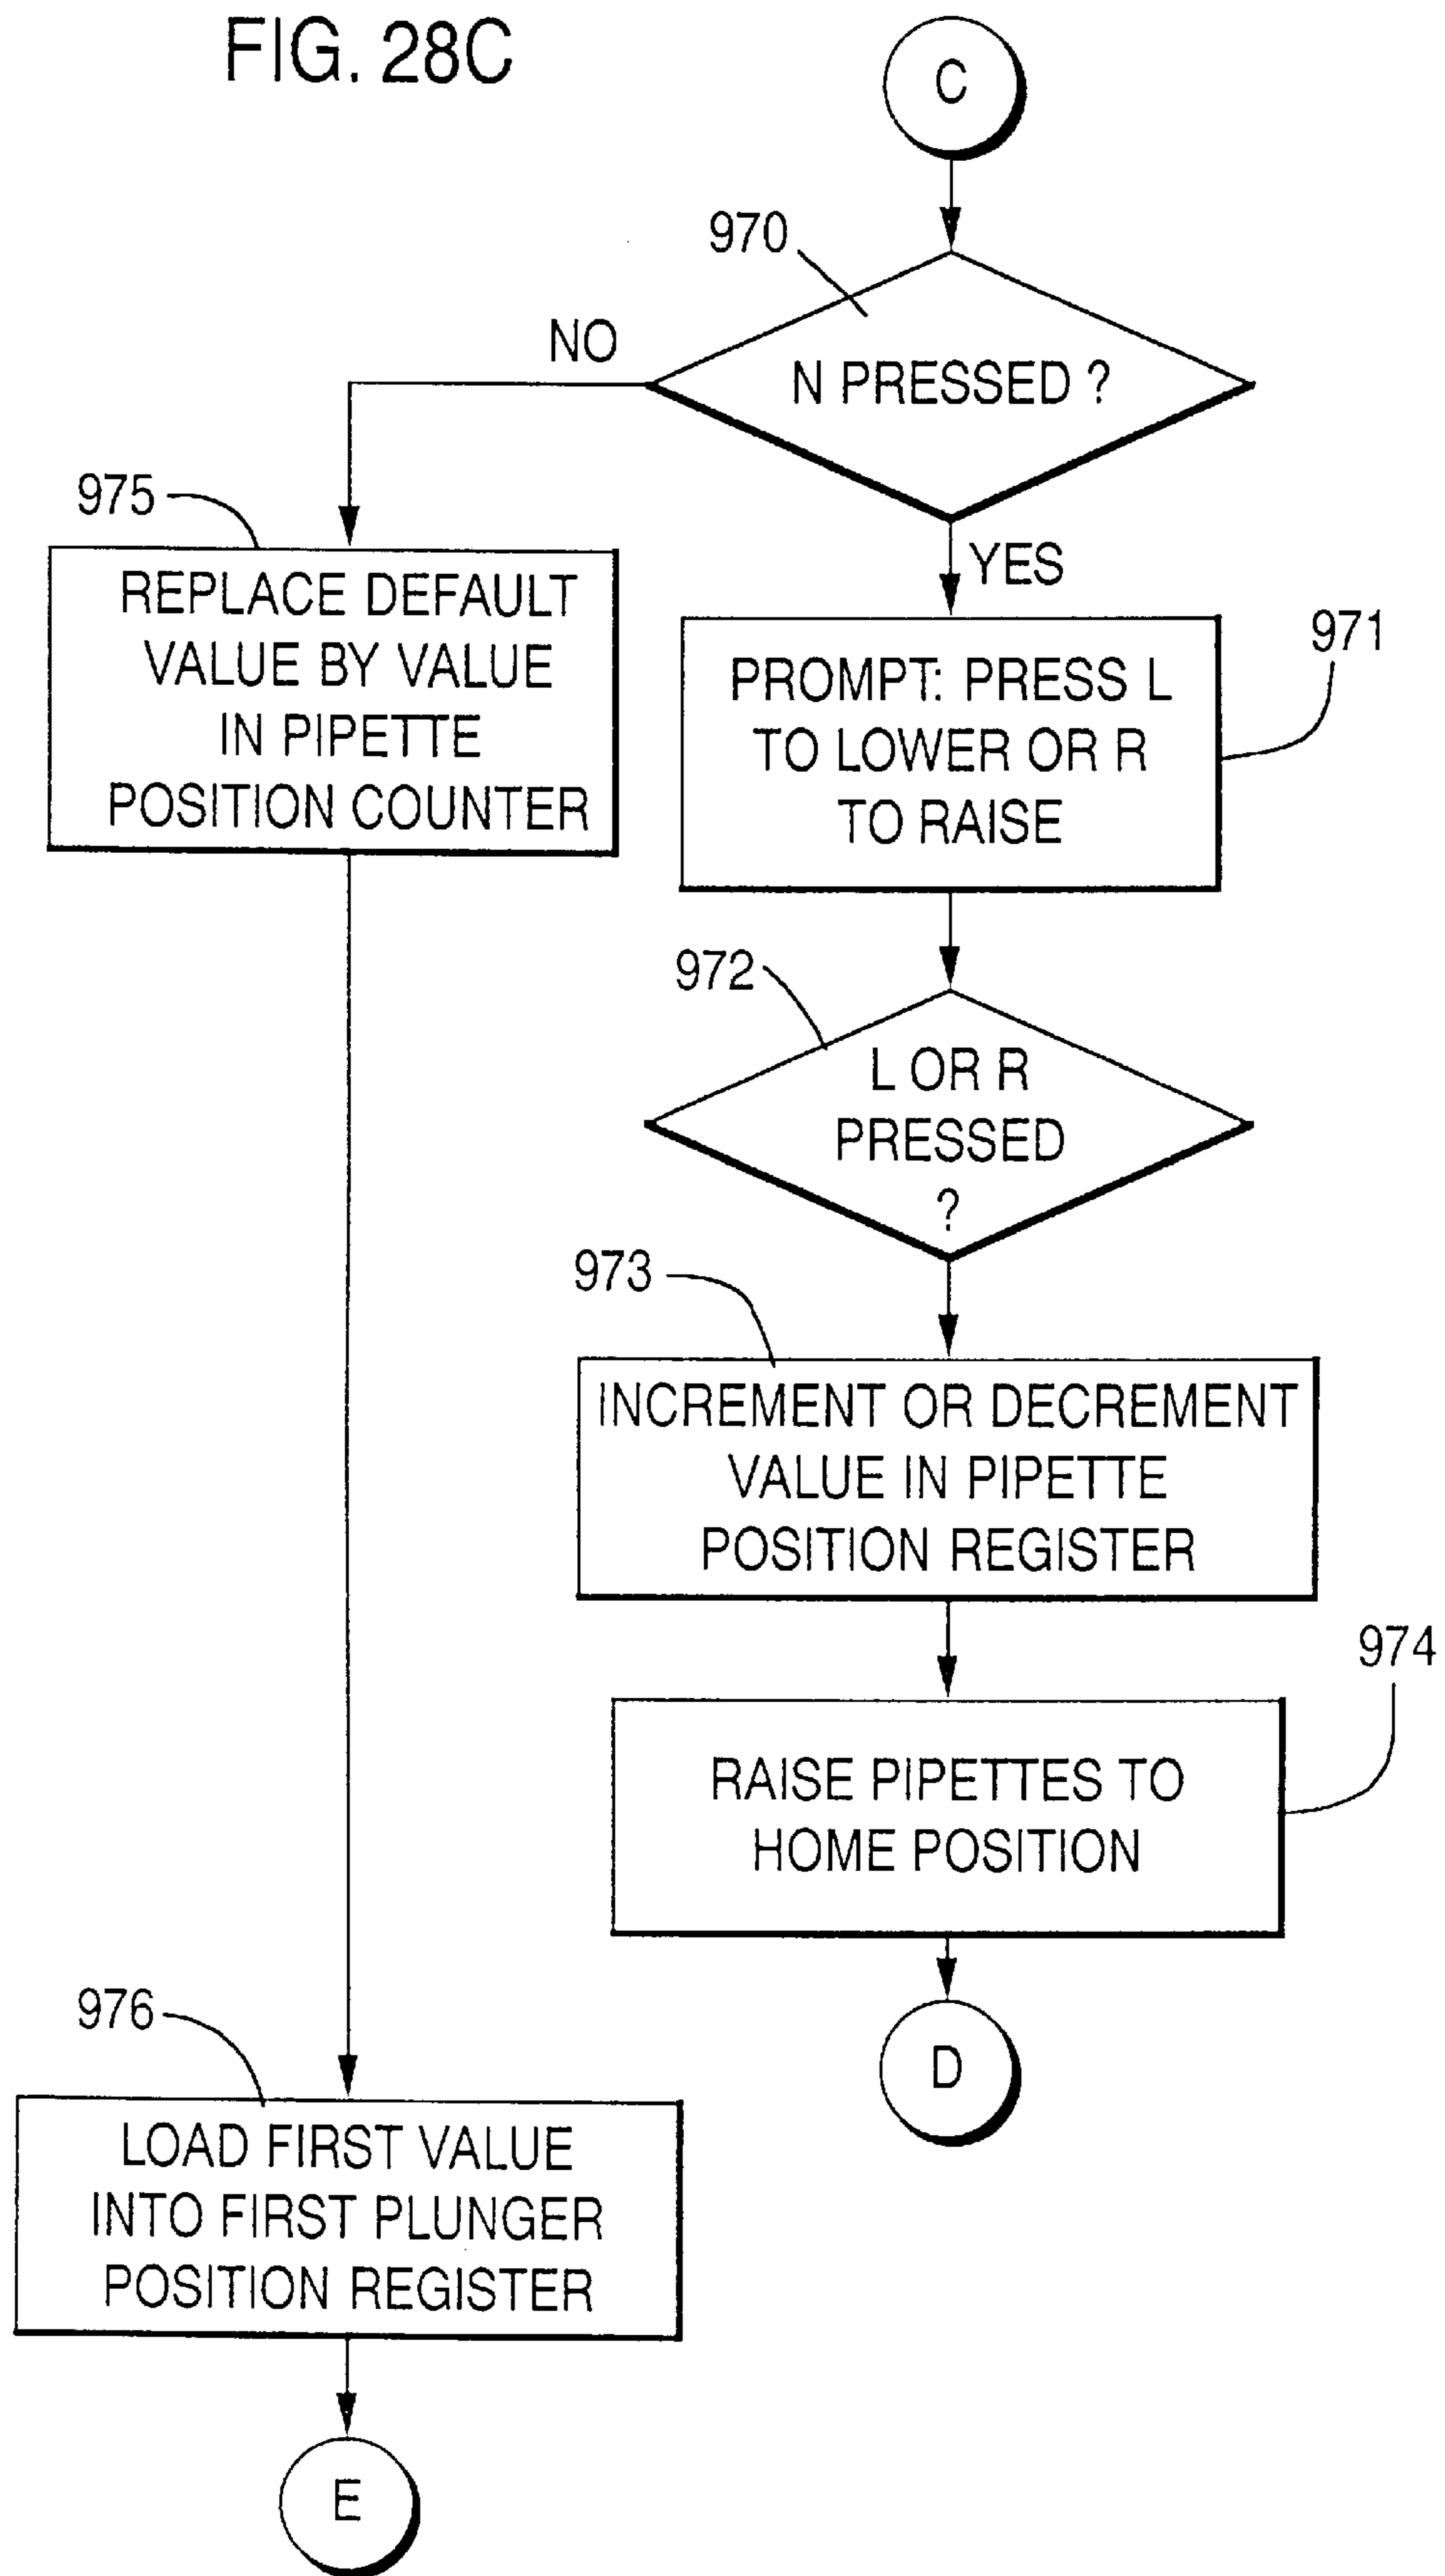 FIG. 28C
C
970
NO
N PRESSED ?
975
YES
REPLACE DEFAULT
VALUE BY VALUE
IN PIPETTE
POSITION COUNTER
971
PROMPT: PRESS L
TO LOWER OR R
TO RAISE
972
L OR R
PRESSED
?
973
INCREMENT OR DECREMENT
VALUE IN PIPETTE
POSITION REGISTER
974
RAISE PIPETTES TO
HOME POSITION
D
976
LOAD FIRST VALUE
INTO FIRST PLUNGER
POSITION REGISTER
E